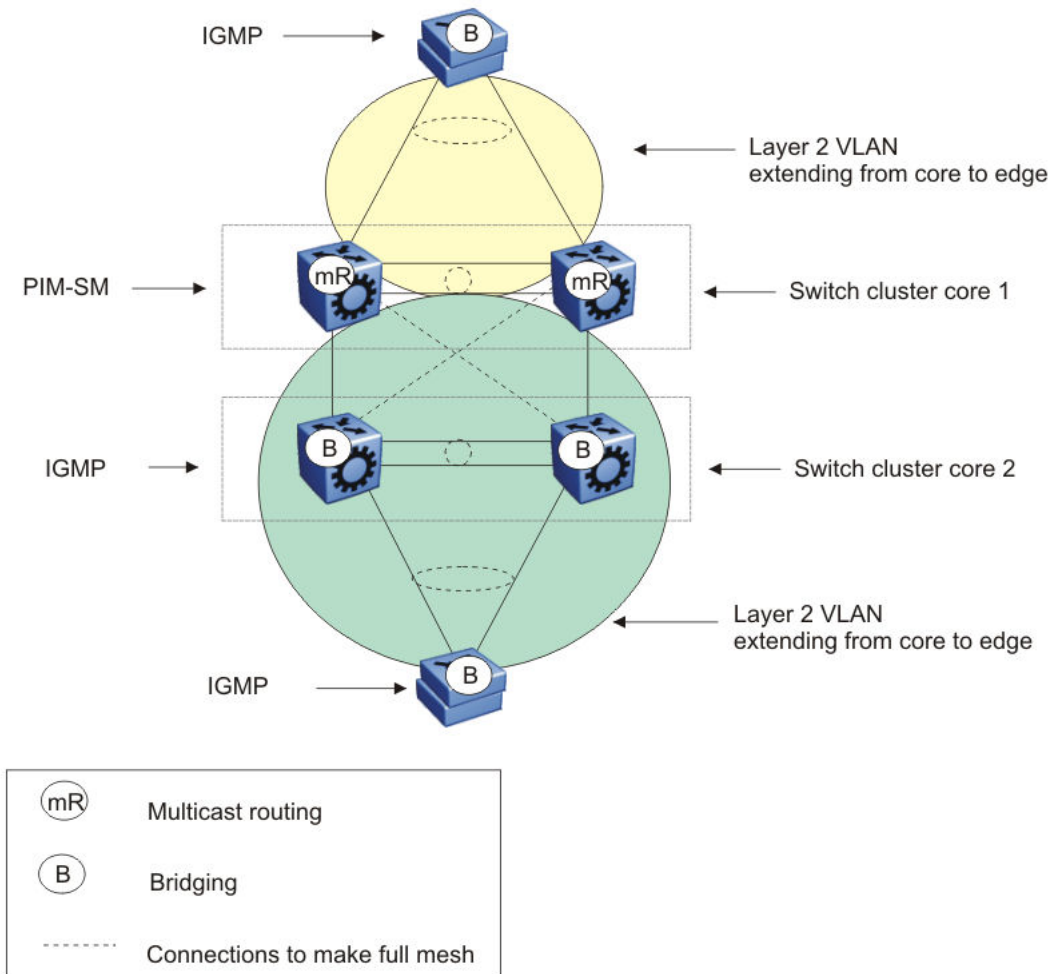 IGMP
B
Layer 2 VLAN
extending from core to edge
PIM-SM
mR
mR
Switch cluster core 1
IGMP
B
B
Switch cluster core 2
Layer 2 VLAN
extending from core to edge
IGMP
B
mR
Multicast routing
B
Bridging
Connections to make full mesh